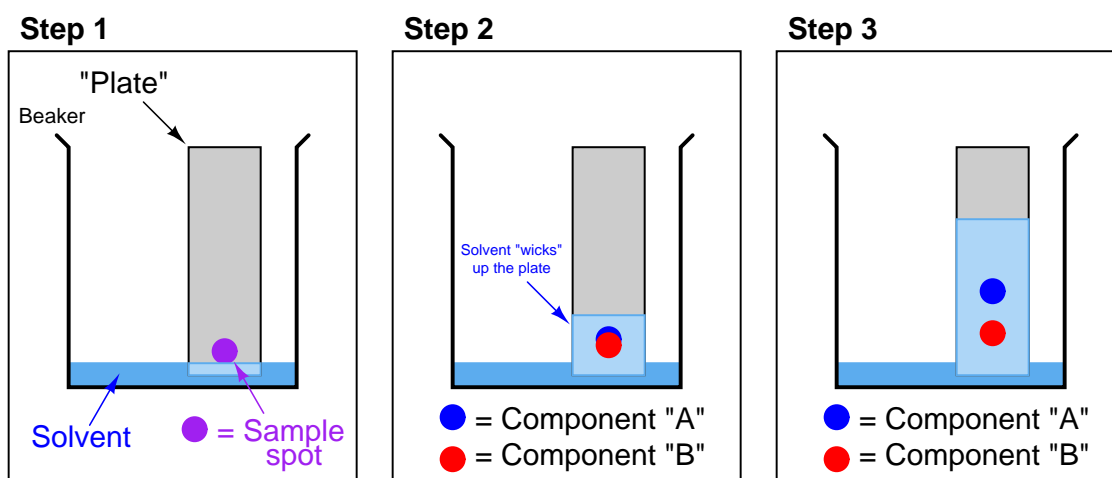 Step 1
"Plate"
Beaker
Solvent
= Sample
spot
Step 2
Solvent "wicks"
up the plate
= Component "A"
= Component "B"
Step 3
= Component "A"
= Component "B"